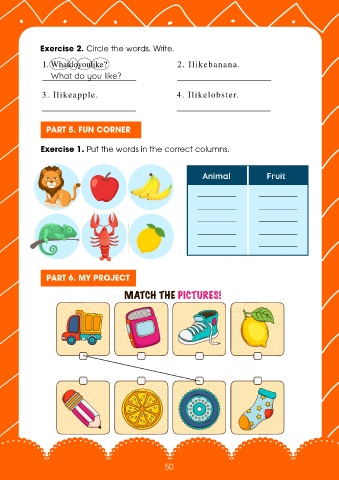 Exercise 2. Circle the words. Write.
1. Whatdoyoulike?
What do you like?
2. Ilikebanana.
3. Ilikeapple.
4. Ilikelobster.
PART 5. FUN CORNER
Exercise 1. Put the words in the correct columns.
Animal Fruit
PART 6. MY PROJECT
MATCH THE PICTURES!
50